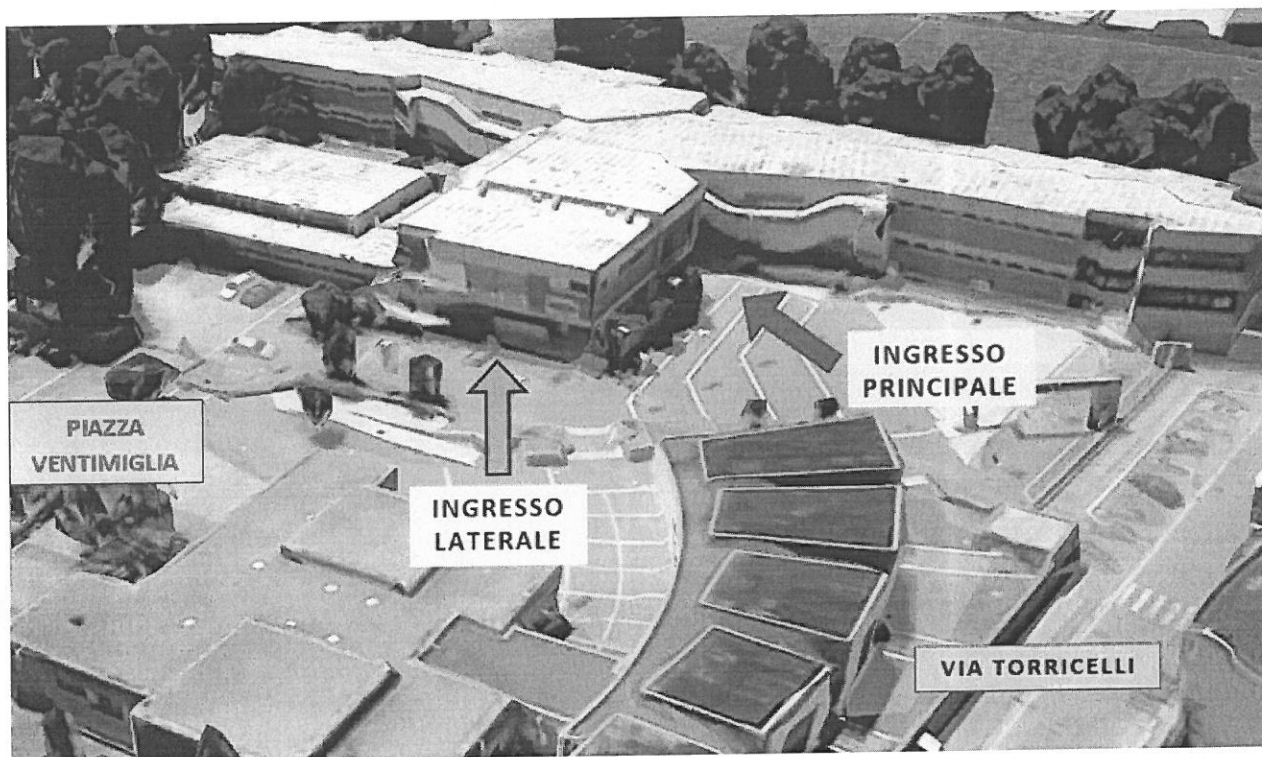 INGRESSO
PRINCIPALE
PIAZZA
VENTIMIGLIA
INGRESSO
LATERALE
VIA TORRICELLI